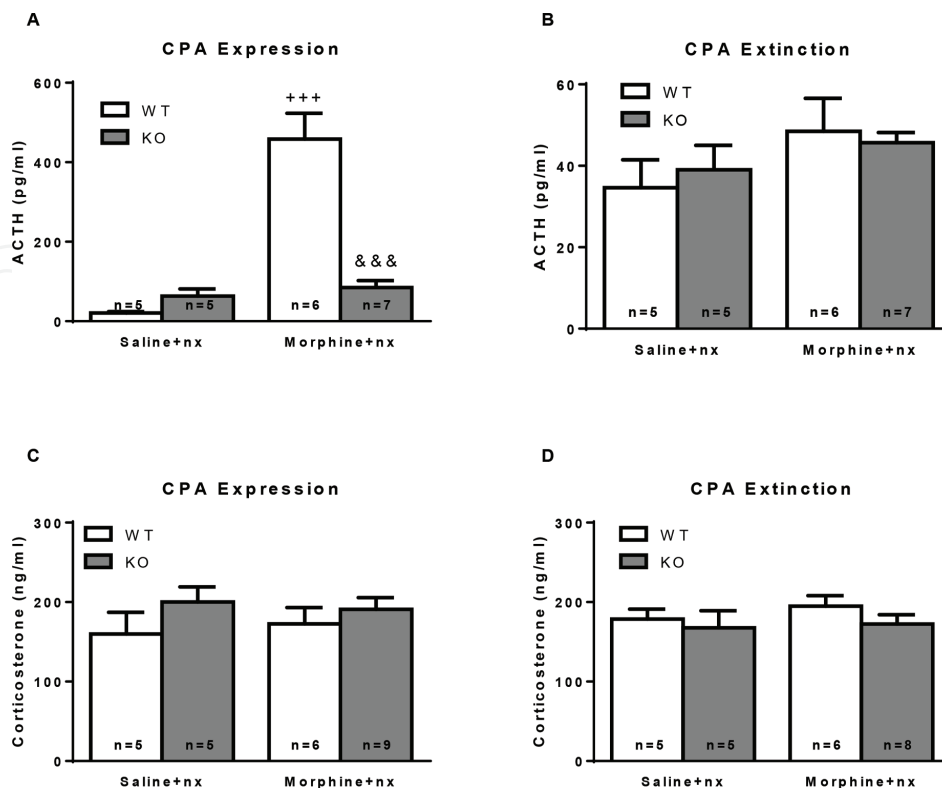 A
CPA Expression
600
400
200
0
ACTH (pg/ml)
WT
KO
+++
&&&
n=5
n=5
n=6
n=7
Saline+nx
Morphine+nx
B
CPA Extinction
60
40
20
0
ACTH (pg/ml)
WT
KO
n=5
n=5
n=6
n=7
Saline+nx
Morphine+nx
C
CPA Expression
300
200
100
0
Corticosterone (ng/ml)
WT
KO
n=5
n=5
n=6
n=9
Saline+nx
Morphine+nx
D
CPA Extinction
300
200
100
0
Corticosterone (ng/ml)
WT
KO
n=5
n=5
n=6
n=8
Saline+nx
Morphine+nx